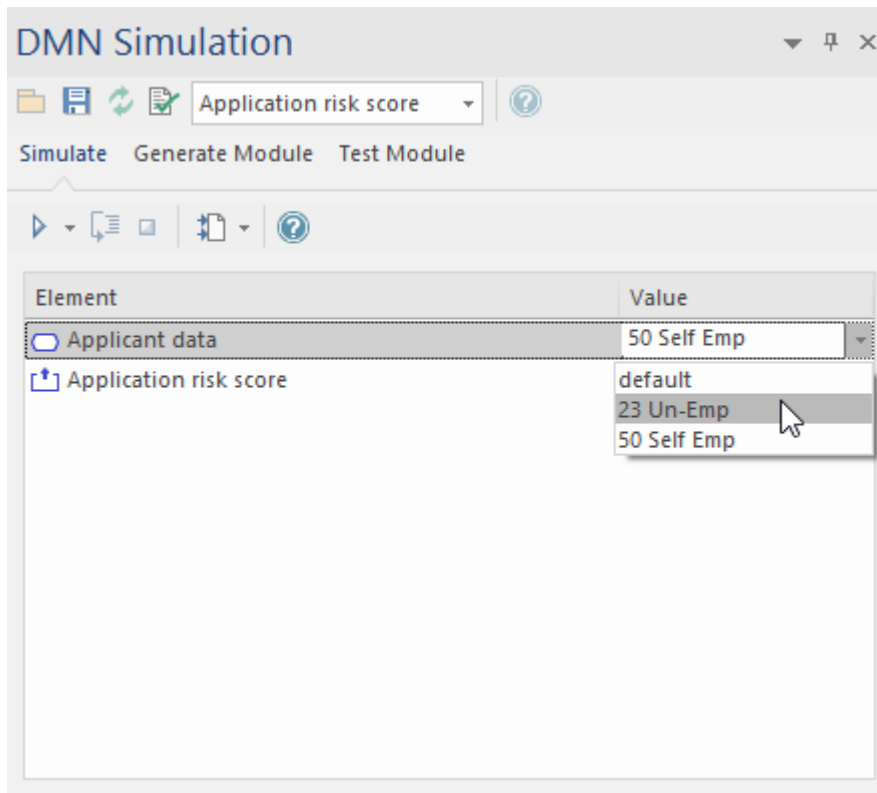 DMN Simulation
Application risk score
Simulate Generate Module Test Module
Element Value
Applicant data 50 Self Emp
Application risk score default
23 Un-Emp
50 Self Emp